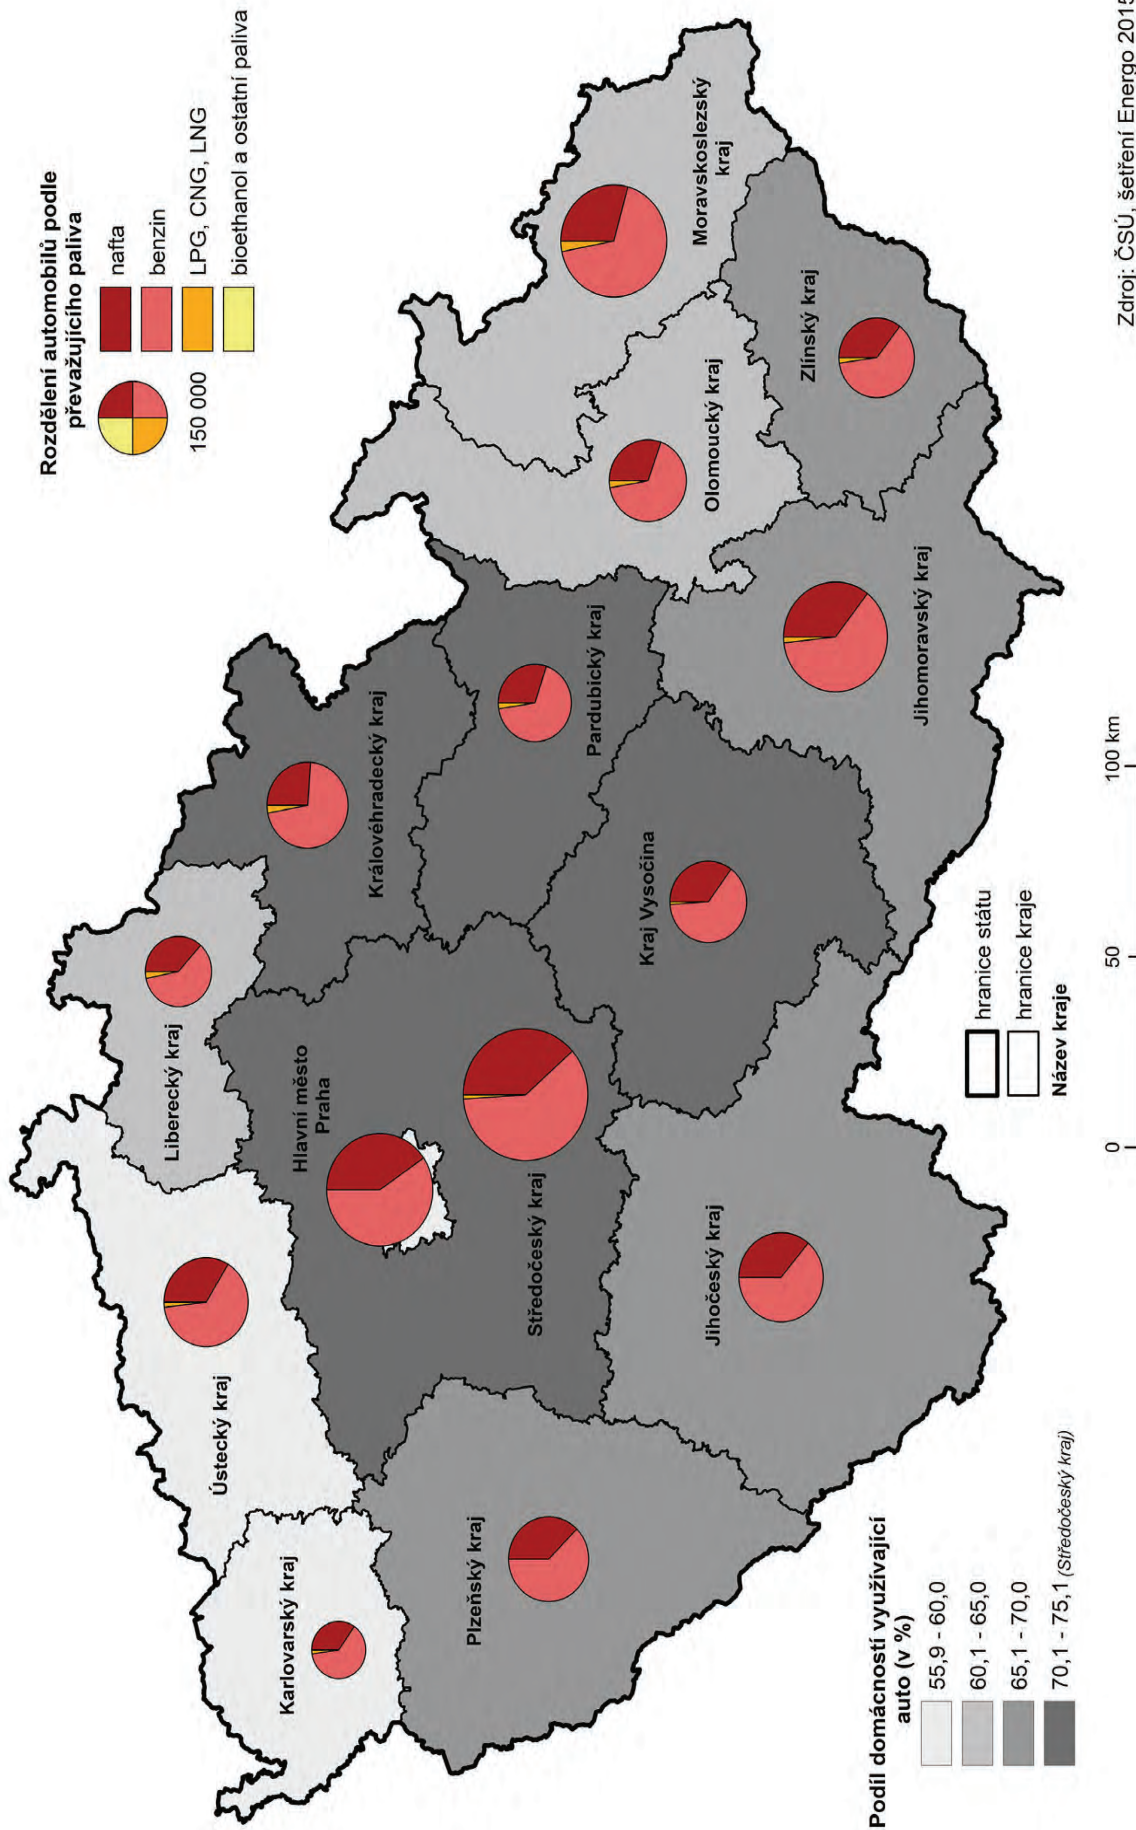 Rozdělení automobilů podle
převažujícího paliva
nafta
benzin
LPG, CNG, LNG
bioethanol a ostatní paliva
150 000
Liberecký kraj
Ústecký kraj
Karlovarský kraj
Hlavní město
Praha
Královéhradecký kraj
Středočeský kraj
Pardubický kraj
Plzeňský kraj
Kraj Vysočina
Olomoucký kraj
Moravskoslezský
kraj
Jihočeský kraj
Zlínský kraj
Jihomoravský kraj
Podíl domácností využívající
auto (v %)
55,9 - 60,0
60,1 - 65,0
65,1 - 70,0
70,1 - 75,1 (Středočeský kraj)
hranice státu
hranice kraje
Název kraje
0
50
100 km
Zdroj: ČSÚ, šetření Energo 2015